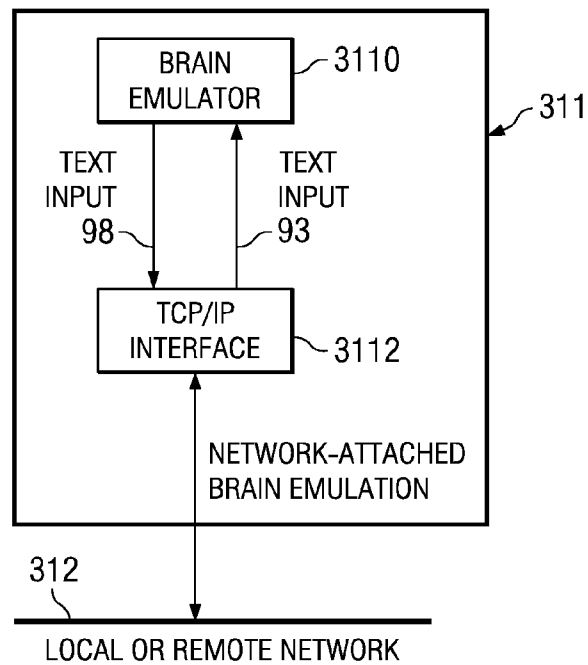 BRAIN
EMULATOR
3110
311
TEXT
INPUT
98
TEXT
INPUT
93
TCP/IP
INTERFACE
3112
NETWORK-ATTACHED
BRAIN EMULATION
312
LOCAL OR REMOTE NETWORK